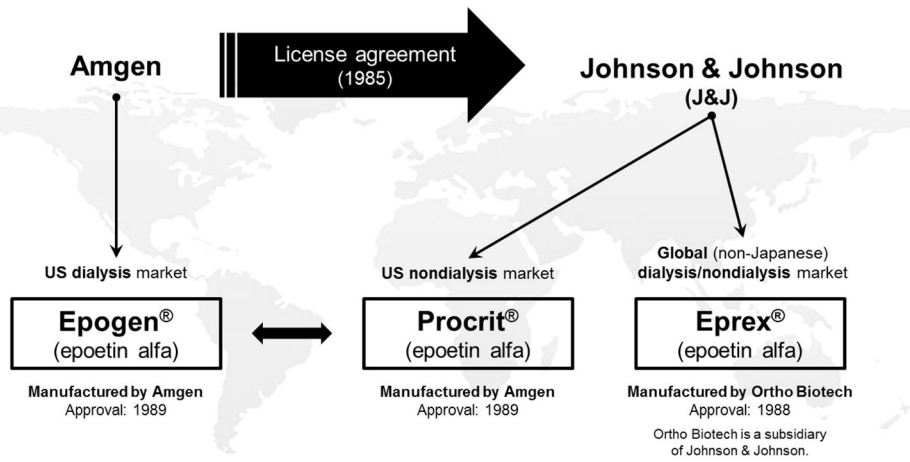 Amgen
License agreement
(1985)
Johnson & Johnson
(J&J)
US dialysis market
Epogen®
(epoetin alfa)
Manufactured by Amgen
Approval: 1989
US nondialysis market
Procrit®
(epoetin alfa)
Manufactured by Amgen
Approval: 1989
Global (non-Japanese)
dialysis/nondialysis market
Eprex®
(epoetin alfa)
Manufactured by Ortho Biotech
Approval: 1988
Ortho Biotech is a subsidiary
of Johnson & Johnson.